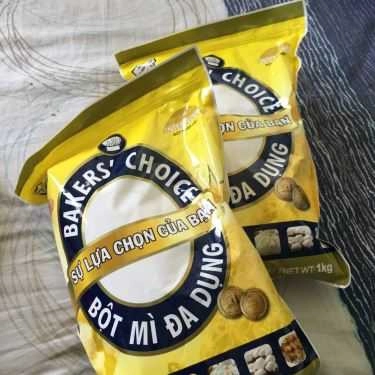 BAKERS' CHOICE
SỰ LỰA CHỌN CỦA BẠN
BỘT MÌ ĐA DỤNG
CHOICE
CHỌN CỦA BẠN
ĐA DỤNG
NET WT 1kg